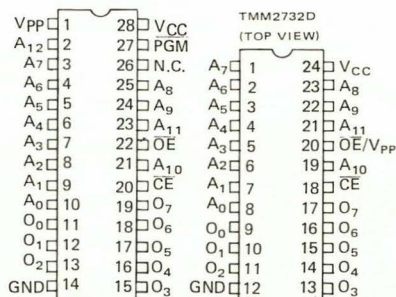 TMM2732D
(TOP VIEW)
VPP 1 28 VCC
A12 2 27 PGM
A7 3 26 N.C.
A6 4 25 A8
A5 5 24 A9
A4 6 23 A11
A3 7 22 OE
A2 8 21 A10
A1 9 20 CE
A0 10 19 O7
O0 11 18 O6
O1 12 17 O5
O2 13 16 O4
GND 14 15 O3
A7 1 24 VCC
A6 2 23 A8
A5 3 22 A9
A4 4 21 A11
A3 5 20 OE/VPP
A2 6 19 A10
A1 7 18 CE
A0 8 17 O7
O0 9 16 O6
O1 10 15 O5
O2 11 14 O4
GND 12 13 O3